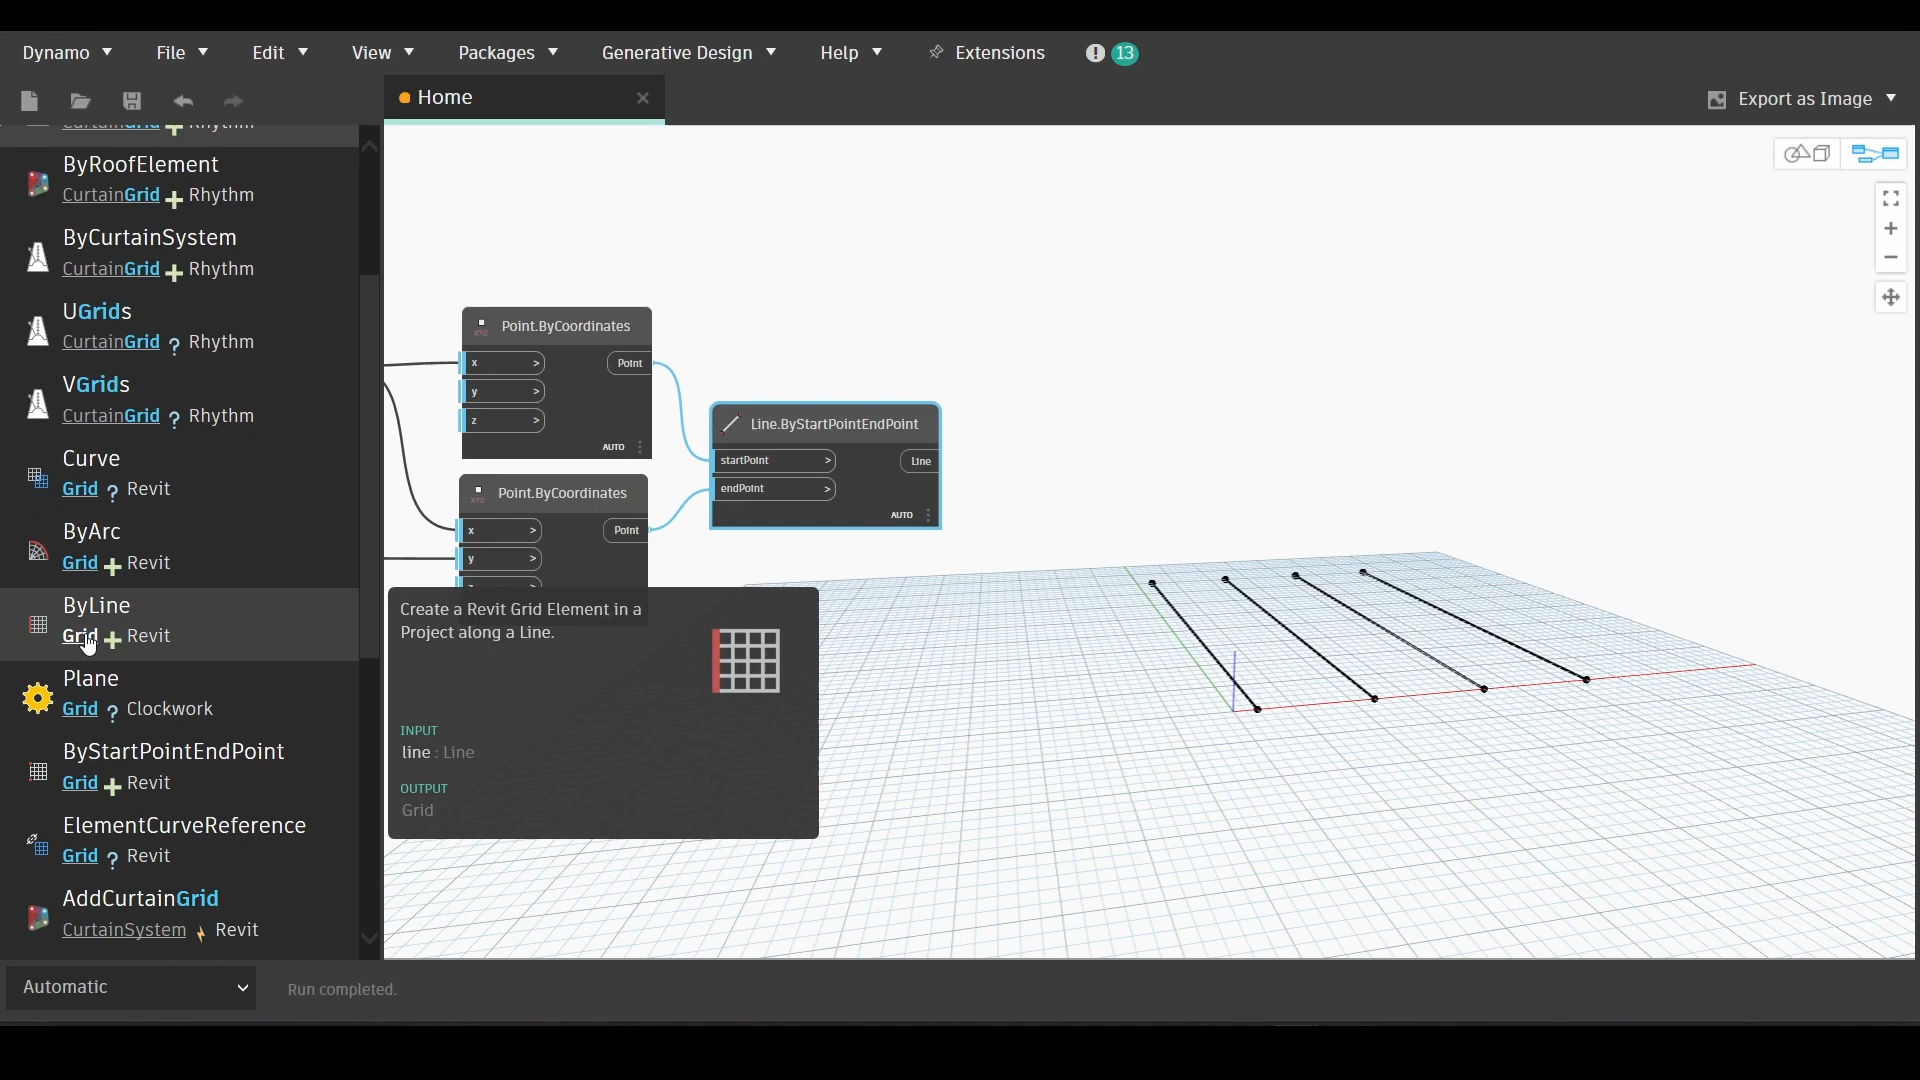 Dynamo File Edit View Packages Generative Design Help Extensions ! 13
Home
Export as Image
CurtainGrid Rhythm
ByRoofElement
CurtainGrid Rhythm
ByCurtainSystem
CurtainGrid Rhythm
UGrids
CurtainGrid ? Rhythm
VGrids
CurtainGrid ? Rhythm
Curve
Grid ? Revit
ByArc
Grid Revit
ByLine
Grid Revit
Plane
Grid ? Clockwork
ByStartPointEndPoint
Grid Revit
ElementCurveReference
Grid ? Revit
AddCurtainGrid
CurtainSystem Revit
XYZ Point.ByCoordinates
x > Point
y >
z >
AUTO
XYZ Point.ByCoordinates
x > Point
y >
Line.ByStartPointEndPoint
startPoint > Line
endPoint >
AUTO
Create a Revit Grid Element in a
Project along a Line.
INPUT
line : Line
OUTPUT
Grid
Automatic
Run completed.